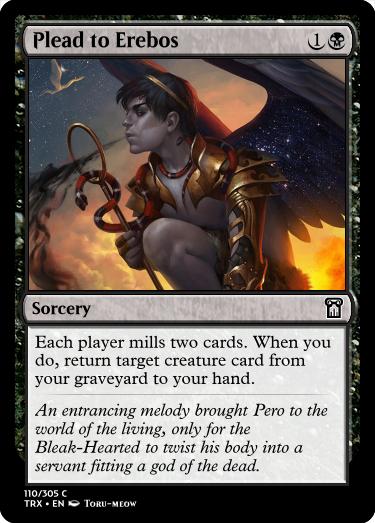 Plead to Erebos 1
Sorcery
Each player mills two cards. When you
do, return target creature card from
your graveyard to your hand.
An entrancing melody brought Pero to the
world of the living, only for the
Bleak-Hearted to twist his body into a
servant fitting a god of the dead.
110/305 C
TRX • EN Toru-meow